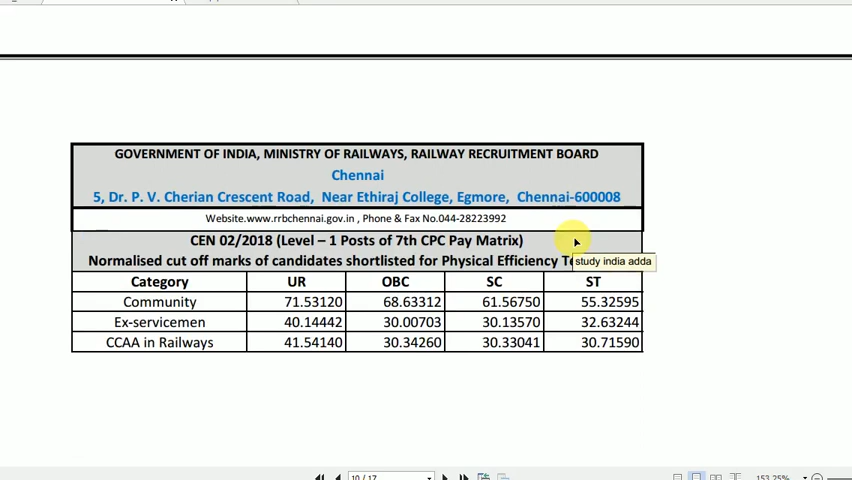 GOVERNMENT OF INDIA, MINISTRY OF RAILWAYS, RAILWAY RECRUITMENT BOARD
Chennai
5, Dr. P. V. Cherian Crescent Road, Near Ethiraj College, Egmore, Chennai-600008
Website.www.rrbchennai.gov.in , Phone & Fax No.044-28223992
CEN 02/2018 (Level – 1 Posts of 7th CPC Pay Matrix)
Normalised cut off marks of candidates shortlisted for Physical Efficiency
study india adda
Category UR OBC SC ST
Community 71.53120 68.63312 61.56750 55.32595
Ex-servicemen 40.14442 30.00703 30.13570 32.63244
CCAA in Railways 41.54140 30.34260 30.33041 30.71590
10 / 17 153.25%